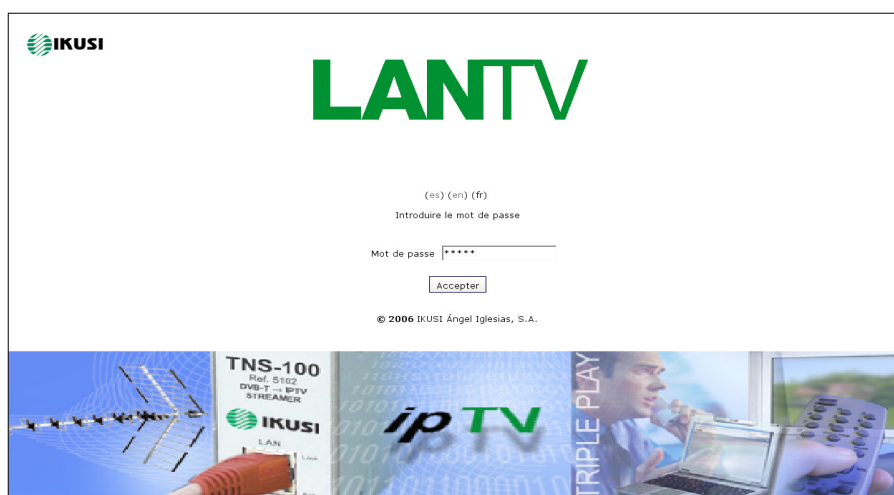 IKUSI
LANTV
(es) (en) (fr)
Introduire le mot de passe
Mot de passe *****
Accepter
© 2006 IKUSI Ángel Iglesias, S.A.
TNS-100
Ref. 5102
DVB-T → IPTV
STREAMER
IKUSI
LAN
Link
ipTV
TRIPLE PLAY